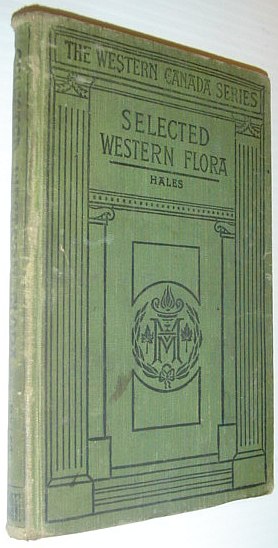 THE WESTERN CANADA SERIES
SELECTED
WESTERN FLORA
HALES
M